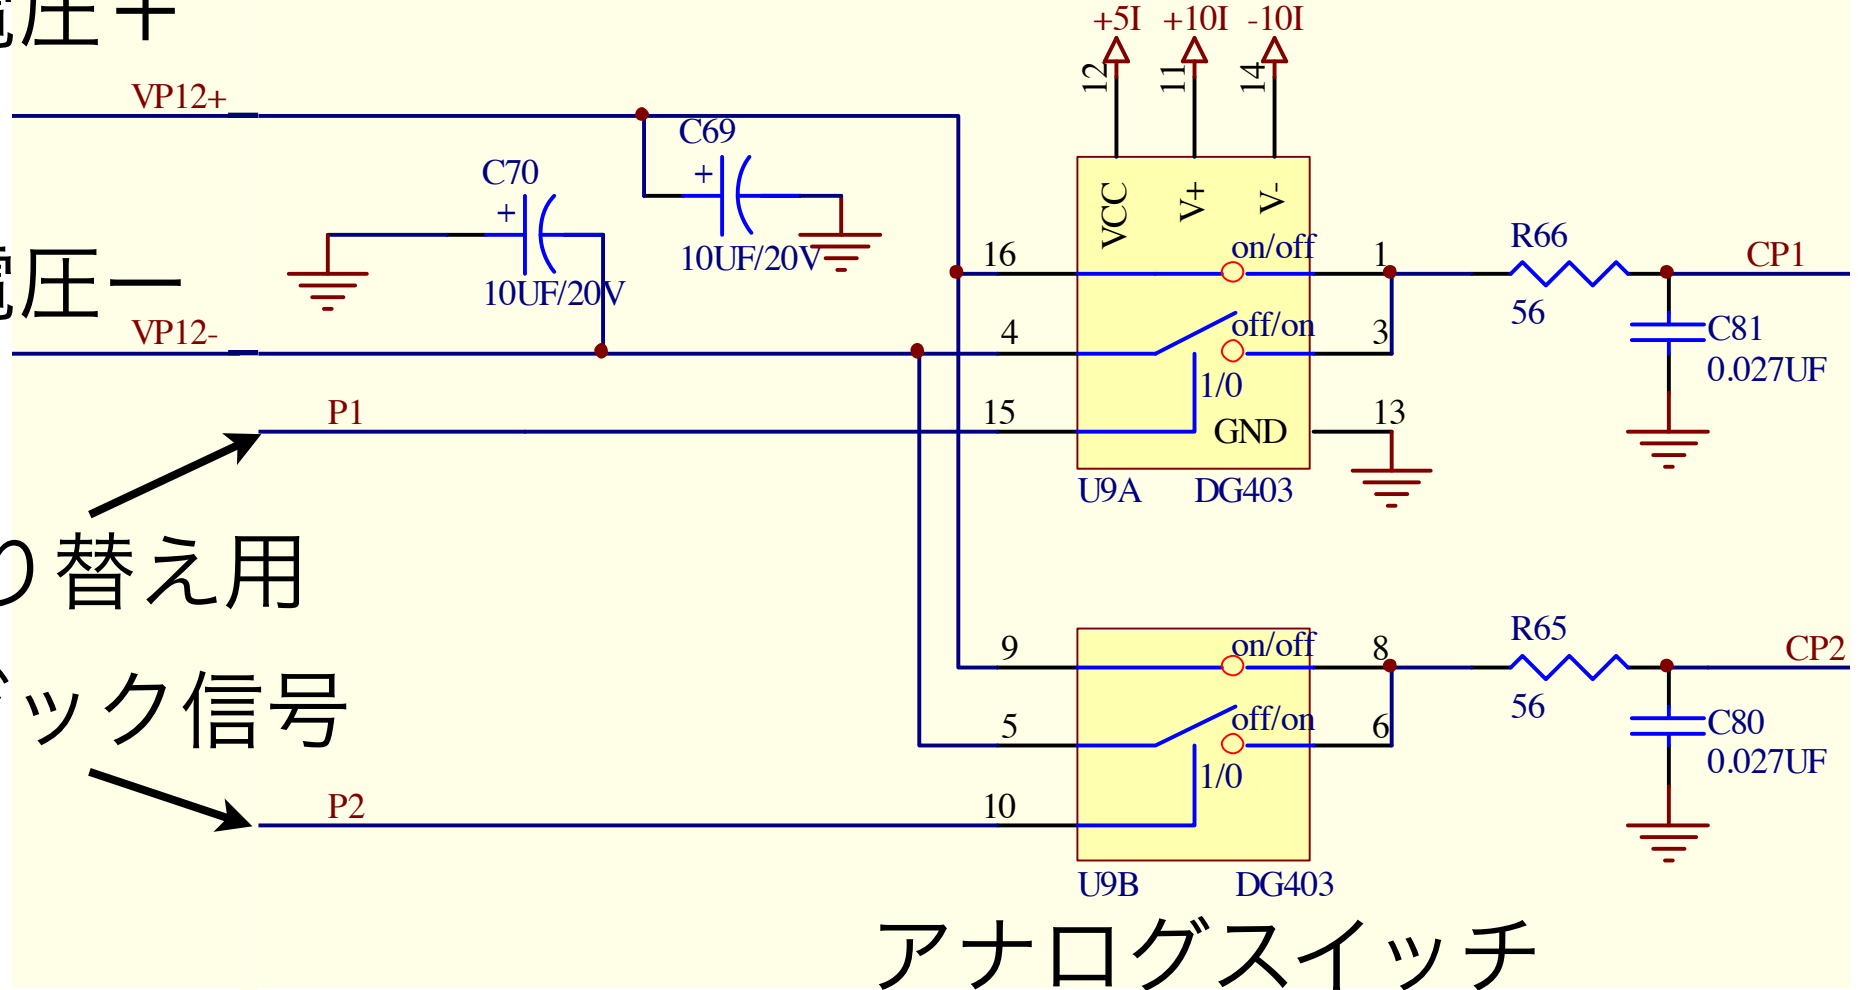 圧＋
+5I +10I -10I
12 11 14
VP12+
C69
+
10UF/20V
C70
+
10UF/20V
VCC V+ V-
16 on/off 1
R66
56
CP1
圧－
VP12-
4 off/on 3
1/0
C81
0.027UF
P1
15 GND 13
U9A DG403
り替え用
ック信号
9 on/off 8
R65
56
CP2
5 off/on 6
1/0
C80
0.027UF
P2
10
U9B DG403
アナログスイッチ